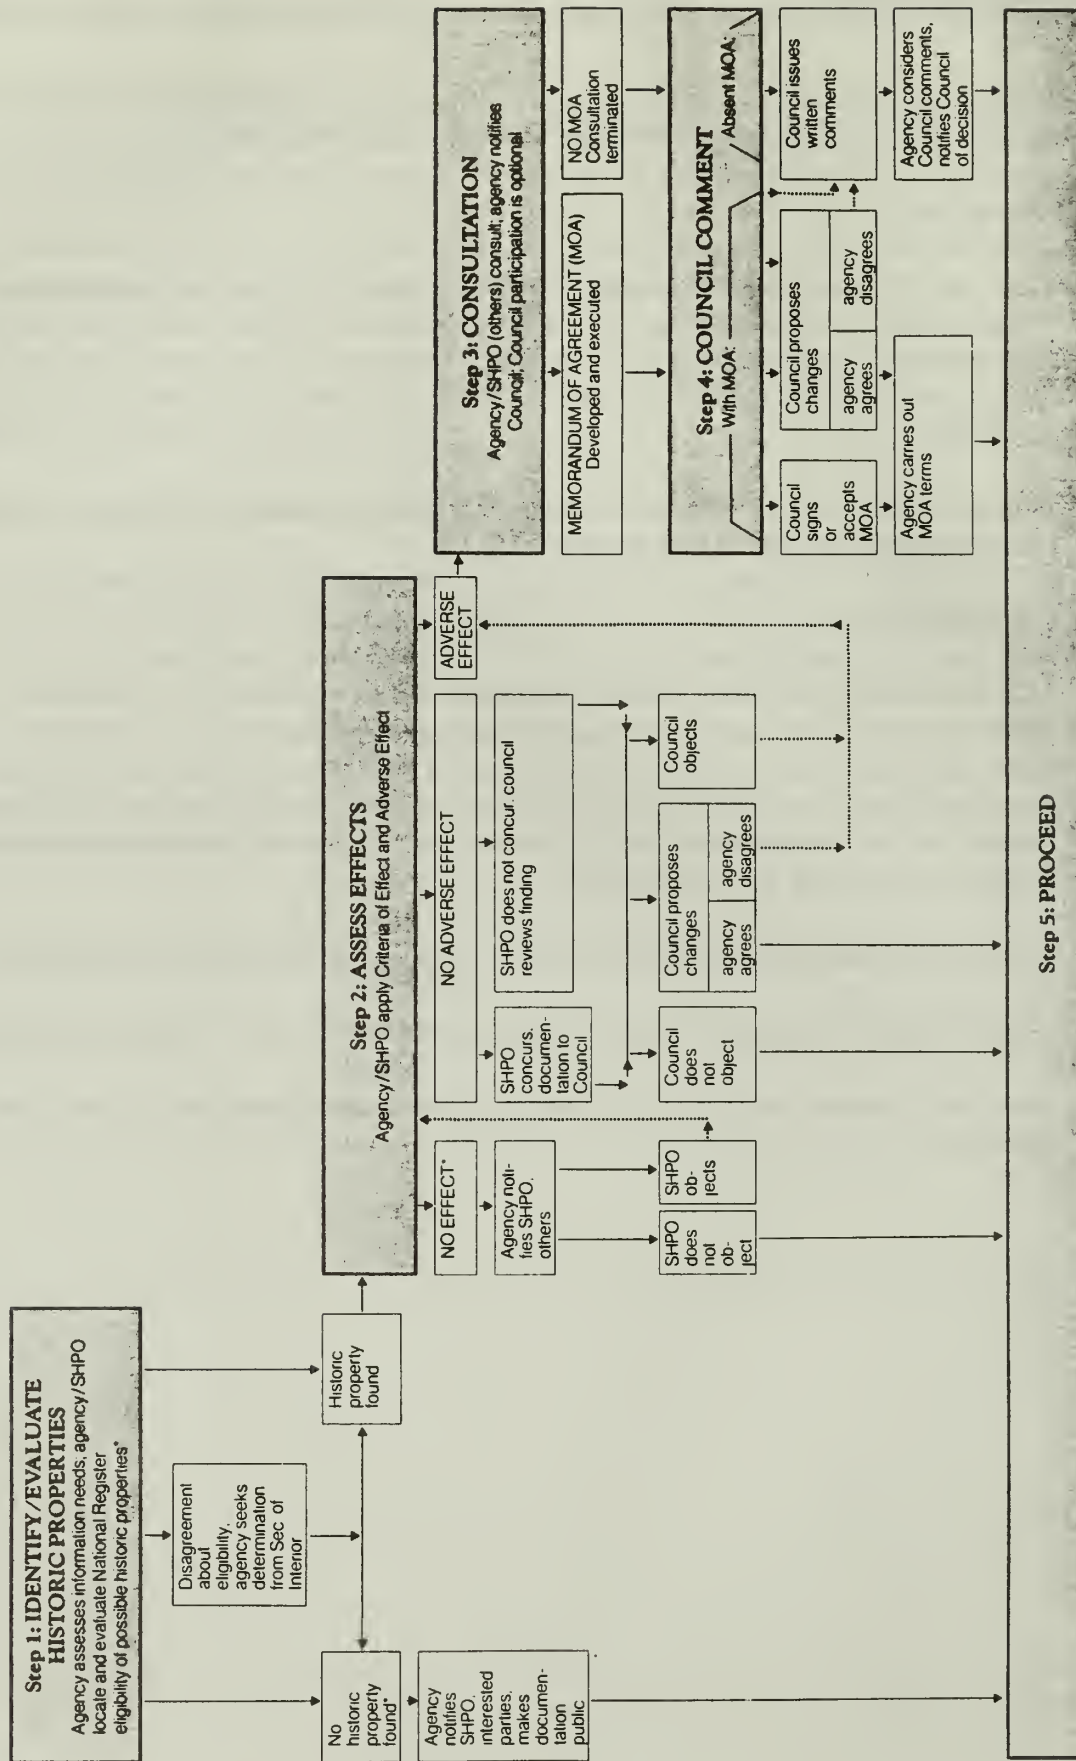 Step 1: IDENTIFY/EVALUATE
HISTORIC PROPERTIES
Agency assesses information needs, agency/SHPO
locate and evaluate National Register
eligibility of possible historic properties*
Disagreement
about
eligibility,
agency seeks
determination
from Sec of
Interior
No
historic
property
found*
Historic
property
found
Agency
notifies
SHPO.
interested
parties.
makes
documen-
tation
public
Step 2: ASSESS EFFECTS
Agency/SHPO apply Criteria of Effect and Adverse Effect
NO EFFECT*
NO ADVERSE EFFECT
ADVERSE
EFFECT
Agency noti-
fies SHPO.
others
SHPO
concurs.
documen-
tation to
Council
SHPO does not concur. council
reviews finding
SHPO
does
not
ob-
ject
SHPO
ob-
jects
Council
does
not
object
Council proposes
changes
agency
agrees
agency
disagrees
Council
objects
Step 3: CONSULTATION
Agency/SHPO (others) consult; agency notifies
Council; Council participation is optional
MEMORANDUM OF AGREEMENT (MOA)
Developed and executed
NO MOA
Consultation
terminated
Step 4: COUNCIL COMMENT
With MOA:
Absent MOA:
Council
signs
or
accepts
MOA
Council proposes
changes
agency
agrees
agency
disagrees
Council issues
written
comments
Agency carries out
MOA terms
Agency considers
Council comments,
notifies Council
of decision
Step 5: PROCEED